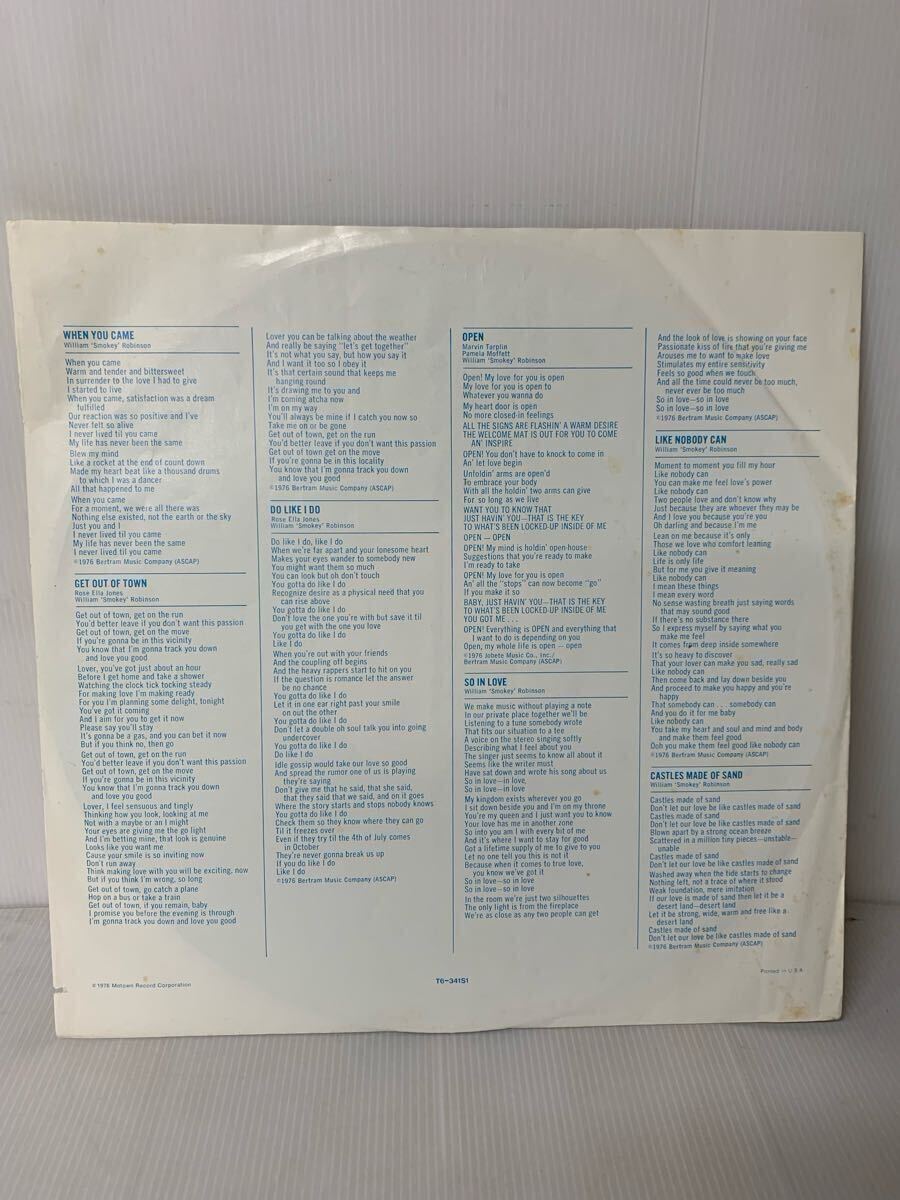 WHEN YOU CAME
William 'Smokey' Robinson
When you came
Warm and tender and bittersweet
In surrender to the love I had to give
I started to live
When you came, satisfaction was a dream
fulfilled
Our reaction was so positive and I've
Never felt so alive
I never lived til you came
My life has never been the same
Blew my mind
Like a rocket at the end of count down
Made my heart beat like a thousand drums
to which I was a dancer
All that happened to me
When you came
For a moment, we were all there was
Nothing else existed, not the earth or the sky
Just you and I
I never lived til you came
My life has never been the same
I never lived til you came
©1976 Bertram Music Company (ASCAP)
GET OUT OF TOWN
Rose Ella Jones
William 'Smokey' Robinson
Get out of town, get on the run
You'd better leave if you don't want this passion
Get out of town, get on the move
If you're gonna be in this vicinity
You know that I'm gonna track you down
and love you good
Lover, you've got just about an hour
Before I get home and take a shower
Watching the clock tick tocking steady
For making love I'm making ready
For you I'm planning some delight, tonight
You've got it coming
And I aim for you to get it now
Please say you'll stay
It's gonna be a gas, and you can bet it now
But if you think no, then go
Get out of town, get on the run
You'd better leave if you don't want this passion
Get out of town, get on the move
If you're gonna be in this vicinity
You know that I'm gonna track you down
and love you good
Lover, I feel sensuous and tingly
Thinking how you look, looking at me
Not with a maybe or an I might
Your eyes are giving me the go light
And I'm betting mine, that look is genuine
Looks like you want me
Cause your smile is so inviting now
Don't run away
Think making love with you will be exciting, now
But if you think I'm wrong, so long
Get out of town, go catch a plane
Hop on a bus or take a train
Get out of town, if you remain, baby
I promise you before the evening is through
I'm gonna track you down and love you good
Lover you can be talking about the weather
And really be saying "let's get together"
It's not what you say, but how you say it
And I want it too so I obey it
It's that certain sound that keeps me
hanging round
It's drawing me to you and
I'm coming atcha now
I'm on my way
You'll always be mine if I catch you now so
Take me on or be gone
Get out of town, get on the run
You'd better leave if you don't want this passion
Get out of town get on the move
If you're gonna be in this locality
You know that I'm gonna track you down
and love you good
©1976 Bertram Music Company (ASCAP)
DO LIKE I DO
Rose Ella Jones
William 'Smokey' Robinson
Do like I do, like I do
When we're far apart and your lonesome heart
Makes your eyes wander to somebody new
You might want them so much
You can look but oh don't touch
You gotta do like I do
Recognize desire as a physical need that you
can rise above
You gotta do like I do
Don't love the one you're with but save it til
you get with the one you love
You gotta do like I do
Like I do
When you're out with your friends
And the coupling off begins
And the heavy rappers start to hit on you
If the question is romance let the answer
be no chance
You gotta do like I do
Let it in one ear right past your smile
on out the other
You gotta do like I do
Don't let a double oh soul talk you into going
undercover
You gotta do like I do
Do like I do
Idle gossip would take our love so good
And spread the rumor one of us is playing
they're saying
Don't give me that he said, that she said,
that they said that we said, and on it goes
Where the story starts and stops nobody knows
You gotta do like I do
Check them so they know where they can go
Til it freezes over
Even if they try til the 4th of July comes
in October
They're never gonna break us up
If you do like I do
Like I do
©1976 Bertram Music Company (ASCAP)
OPEN
Marvin Tarplin
Pamela Moffett
William 'Smokey' Robinson
Open! My love for you is open
My love for you is open to
Whatever you wanna do
My heart door is open
No more closed-in feelings
ALL THE SIGNS ARE FLASHIN' A WARM DESIRE
THE WELCOME MAT IS OUT FOR YOU TO COME
AN' INSPIRE
OPEN! You don't have to knock to come in
An' let love begin
Unfoldin' arms are open'd
To embrace your body
With all the holdin' two arms can give
For so long as we live
WANT YOU TO KNOW THAT
JUST HAVIN' YOU—THAT IS THE KEY
TO WHAT'S BEEN LOCKED-UP INSIDE OF ME
OPEN — OPEN
OPEN! My mind is holdin' open-house
Suggestions that you're ready to make
I'm ready to take
OPEN! My love for you is open
An' all the "stops" can now become "go"
If you make it so
BABY, JUST HAVIN' YOU—THAT IS THE KEY
TO WHAT'S BEEN LOCKED-UP INSIDE OF ME
YOU GOT ME . . .
OPEN! Everything is OPEN and everything that
I want to do is depending on you
Open, my whole life is open — open
©1976 Jobete Music Co., Inc./
Bertram Music Company (ASCAP)
SO IN LOVE
William 'Smokey' Robinson
We make music without playing a note
In our private place together we'll be
Listening to a tune somebody wrote
That fits our situation to a tee
A voice on the stereo singing softly
Describing what I feel about you
The singer just seems to know all about it
Seems like the writer must
Have sat down and wrote his song about us
So in love—in love,
So in love—in love
My kingdom exists wherever you go
I sit down beside you and I'm on my throne
You're my queen and I just want you to know
Your love has me in another zone
So into you am I with every bit of me
And it's where I want to stay for good
Got a lifetime supply of me to give to you
Let no one tell you this is not it
Because when it comes to true love,
you know we've got it
So in love—so in love
So in love—so in love
In the room we're just two silhouettes
The only light is from the fireplace
We're as close as any two people can get
And the look of love is showing on your face
Passionate kiss of fire that you're giving me
Arouses me to want to make love
Stimulates my entire sensitivity
Feels so good when we touch
And all the time could never be too much,
never ever be too much
So in love—so in love
So in love—so in love
©1976 Bertram Music Company (ASCAP)
LIKE NOBODY CAN
William 'Smokey' Robinson
Moment to moment you fill my hour
Like nobody can
You can make me feel love's power
Like nobody can
Two people love and don't know why
Just because they are whoever they may be
And I love you because you're you
Oh darling and because I'm me
Lean on me because it's only
Those we love who comfort leaning
Like nobody can
Life is only life
But for me you give it meaning
Like nobody can
I mean these things
I mean every word
No sense wasting breath just saying words
that may sound good
If there's no substance there
So I express myself by saying what you
make me feel
It comes from deep inside somewhere
It's so heavy to discover
That your lover can make you sad, really sad
Like nobody can
Then come back and lay down beside you
And proceed to make you happy and you're
happy
That somebody can . . . somebody can
And you do it for me baby
Like nobody can
You take my heart and soul and mind and body
and make them feel good
Ooh you make them feel good like nobody can
©1976 Bertram Music Company (ASCAP)
CASTLES MADE OF SAND
William 'Smokey' Robinson
Castles made of sand
Don't let our love be like castles made of sand
Castles made of sand
Don't let our love be like castles made of sand
Blown apart by a strong ocean breeze
Scattered in a million tiny pieces—unstable—
unable
Castles made of sand
Don't let our love be like castles made of sand
Washed away when the tide starts to change
Nothing left, not a trace of where it stood
Weak foundation, mere imitation
If our love is made of sand then let it be a
desert land—desert land
Let it be strong, wide, warm and free like a
desert land
Castles made of sand
Don't let our love be like castles made of sand
©1976 Bertram Music Company (ASCAP)
©1976 Motown Record Corporation
T6-341S1
Printed in U.S.A.